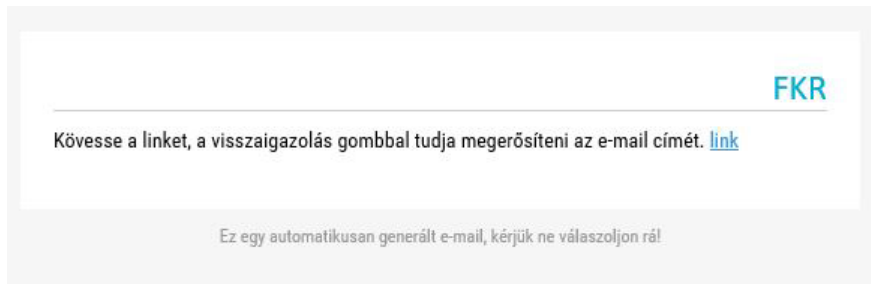 FKR
Kövesse a linket, a visszaigazolás gombbal tudja megerősíteni az e-mail címét. link
Ez egy automatikusan generált e-mail, kérjük ne válaszoljon rá!